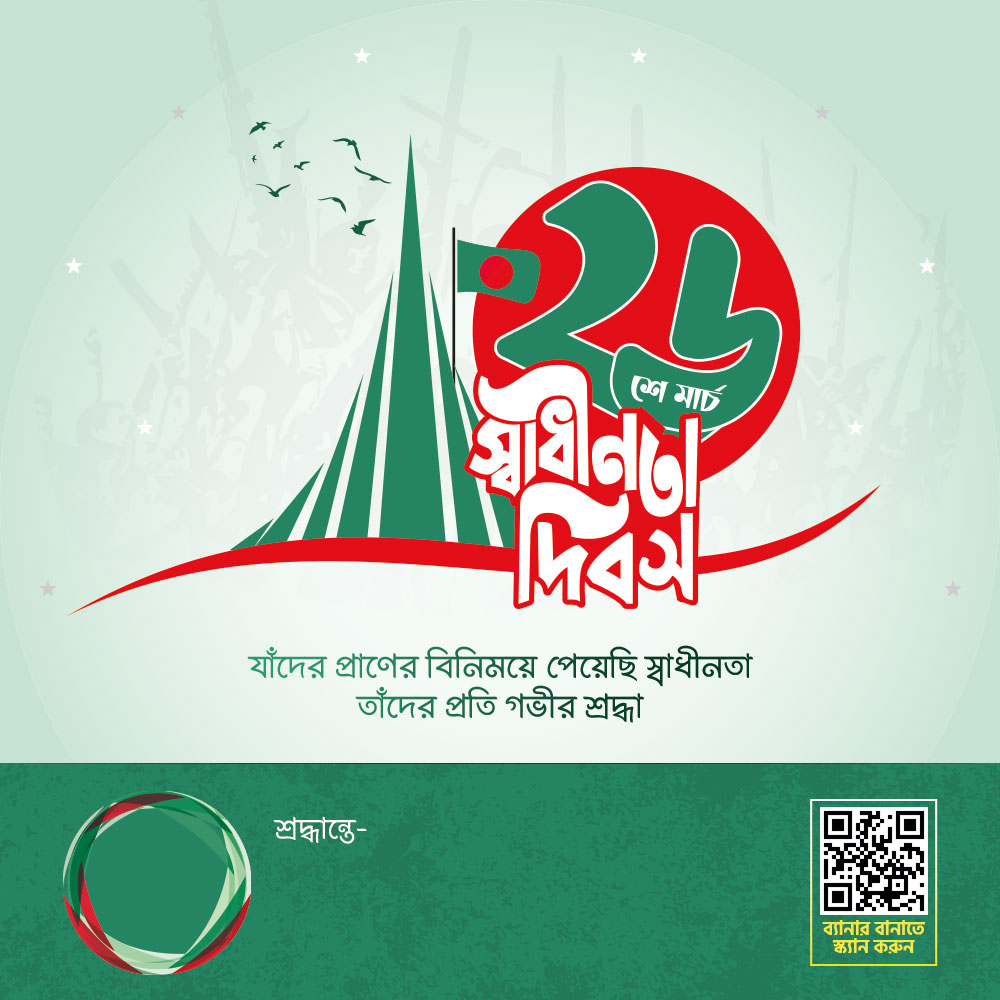 ২৬
শে মার্চ
স্বাধীনতা
দিবস
যাঁদের প্রাণের বিনিময়ে পেয়েছি স্বাধীনতা
তাঁদের প্রতি গভীর শ্রদ্ধা
শ্রদ্ধান্তে-
ব্যানার বানাতে
স্ক্যান করুন